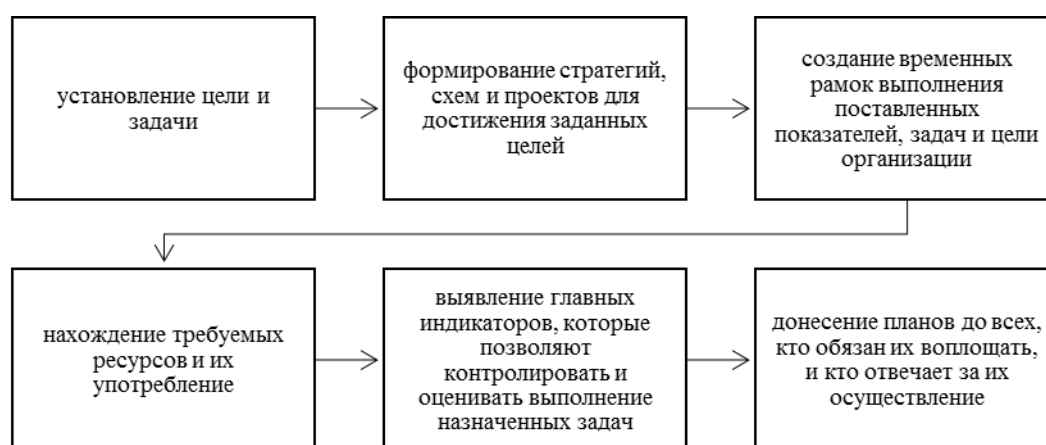 установление цели и
задачи
формирование стратегий,
схем и проектов для
достижения заданных
целей
создание временных
рамок выполнения
поставленных
показателей, задач и цели
организации
нахождение требуемых
ресурсов и их
употребление
выявление главных
индикаторов, которые
позволяют
контролировать и
оценивать выполнение
назначенных задач
донесение планов до всех,
кто обязан их воплощать,
и кто отвечает за их
осуществление